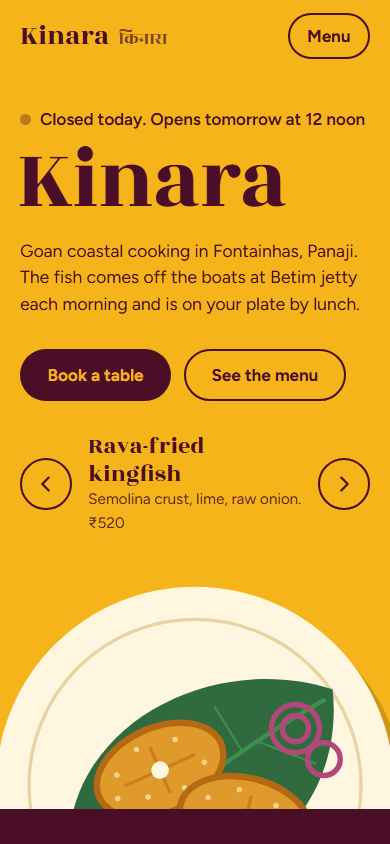 Kinara किनारा
Menu
Closed today. Opens tomorrow at 12 noon
Kinara
Goan coastal cooking in Fontainhas, Panaji.
The fish comes off the boats at Betim jetty
each morning and is on your plate by lunch.
Book a table
See the menu
Rava-fried
kingfish
Semolina crust, lime, raw onion.
₹520